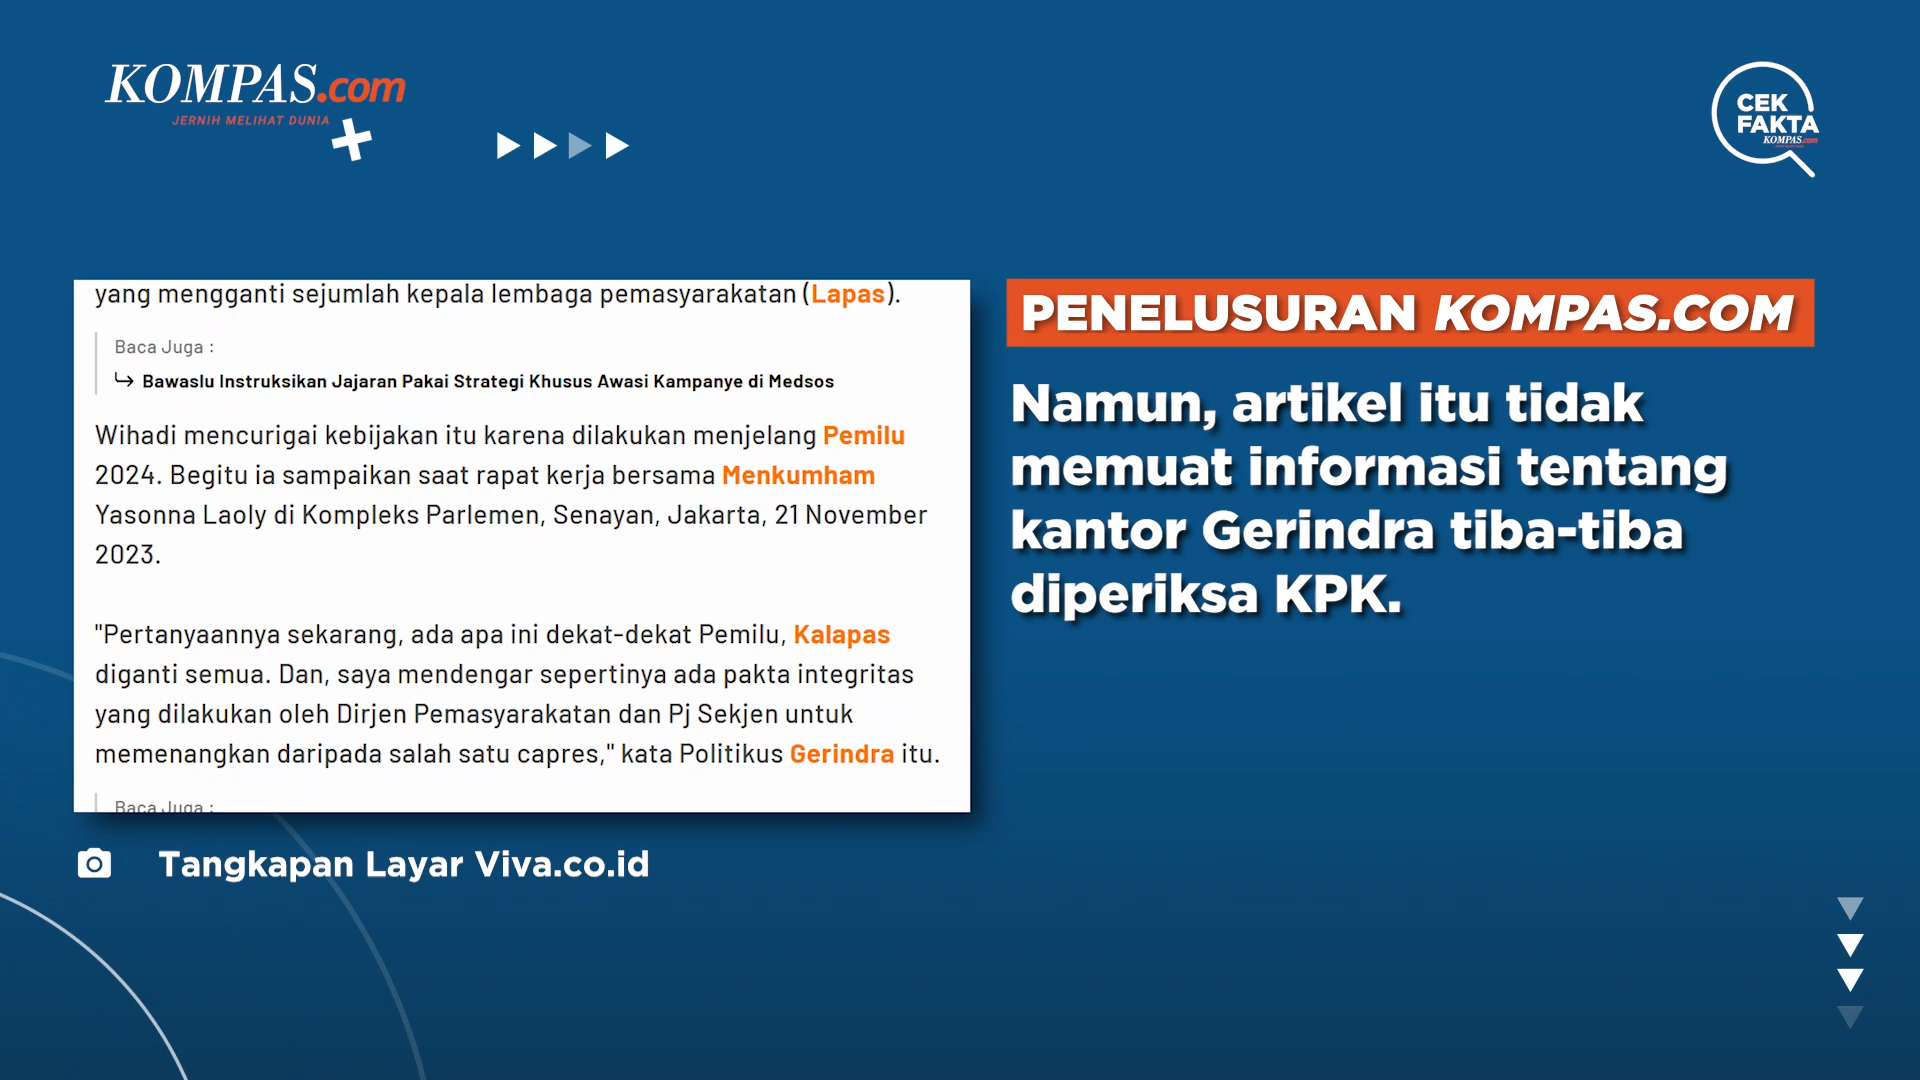 KOMPAS.com
JERNIH MELIHAT DUNIA
CEK
FAKTA
KOMPAS.com
yang mengganti sejumlah kepala lembaga pemasyarakatan (Lapas).
Baca Juga :
Bawaslu Instruksikan Jajaran Pakai Strategi Khusus Awasi Kampanye di Medsos
Wihadi mencurigai kebijakan itu karena dilakukan menjelang Pemilu
2024. Begitu ia sampaikan saat rapat kerja bersama Menkumham
Yasonna Laoly di Kompleks Parlemen, Senayan, Jakarta, 21 November
2023.
"Pertanyaannya sekarang, ada apa ini dekat-dekat Pemilu, Kalapas
diganti semua. Dan, saya mendengar sepertinya ada pakta integritas
yang dilakukan oleh Dirjen Pemasyarakatan dan Pj Sekjen untuk
memenangkan daripada salah satu capres," kata Politikus Gerindra itu.
Baca Juga :
Tangkapan Layar Viva.co.id
PENELUSURAN KOMPAS.COM
Namun, artikel itu tidak
memuat informasi tentang
kantor Gerindra tiba-tiba
diperiksa KPK.